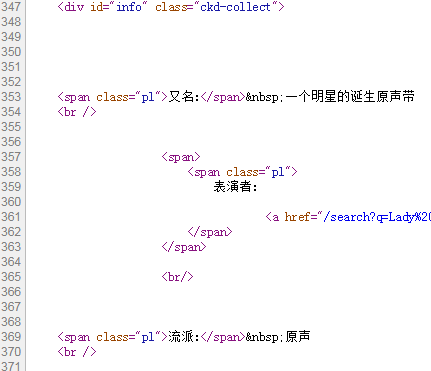 347 <div id="info" class="ckd-collect">
348
349
350
351
352
353 <span class="pl">又名:</span>&nbsp;一个明星的诞生原声带
354 <br />
355
356
357 <span>
358 <span class="pl">
359 表演者:
360
361 <a href="/search?q=Lady%20
362 </span>
363 </span>
364
365 <br/>
366
367
368
369 <span class="pl">流派:</span>&nbsp;原声
370 <br />
371